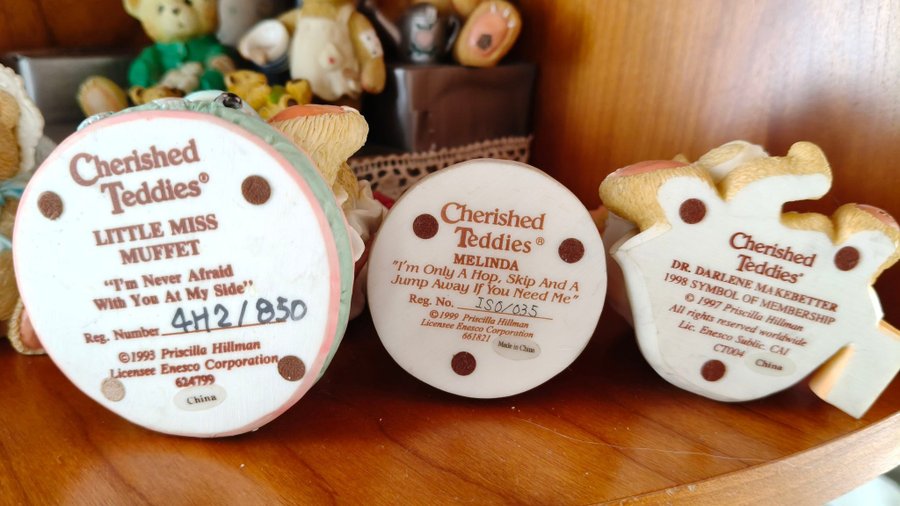 Cherished
Teddies®
LITTLE MISS
MUFFET
"I'm Never Afraid
With You At My Side"
Reg. Number 4H2/850
©1993 Priscilla Hillman
Licensee Enesco Corporation
624799
China
Cherished
Teddies®
MELINDA
"I'm Only A Hop, Skip And A
Jump Away If You Need Me"
Reg. No. IS0/035
©1999 Priscilla Hillman
Licensee Enesco Corporation
661821
Made in China
Cherished
Teddies®
DR. DARLENE MAKEBETTER
1998 SYMBOL OF MEMBERSHIP
© 1997 Priscilla Hillman
All rights reserved worldwide
Lic. Enesco Sublic. CAI
CT004
China